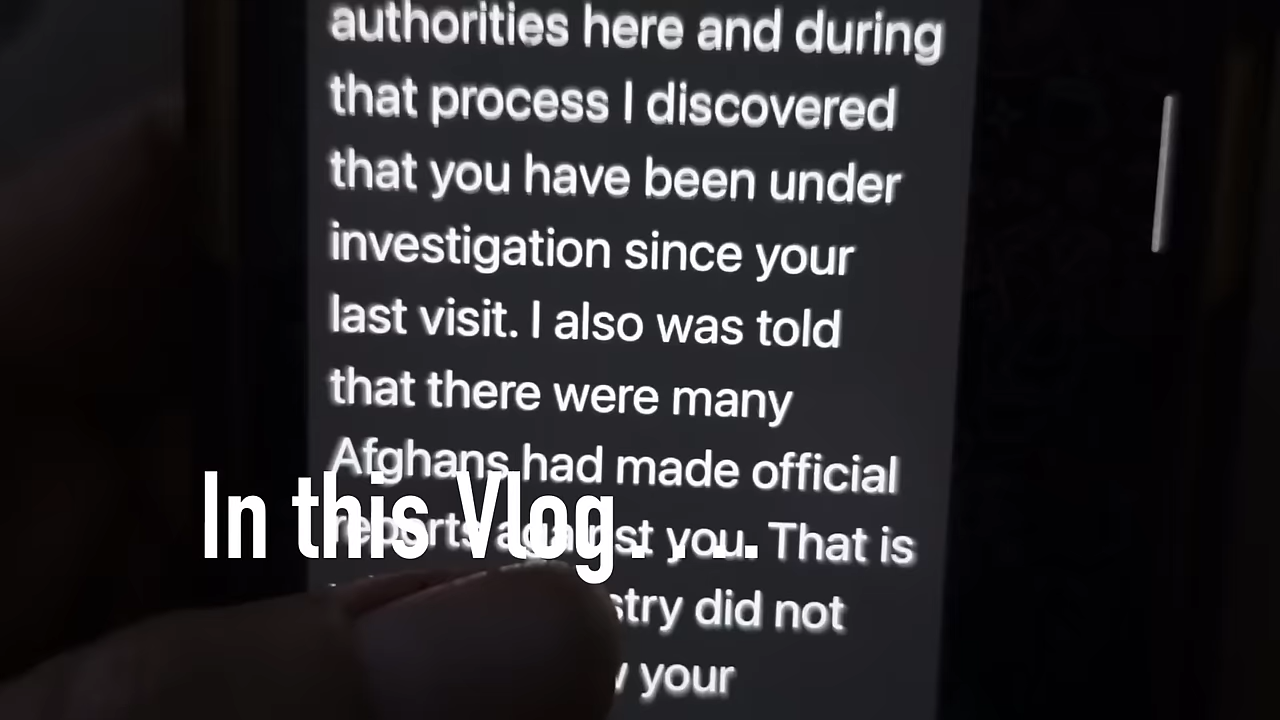 authorities here and during
that process I discovered
that you have been under
investigation since your
last visit. I also was told
that there were many
Afghans had made official
reports against you. That is
stry did not
your
In this Vlog. . . .